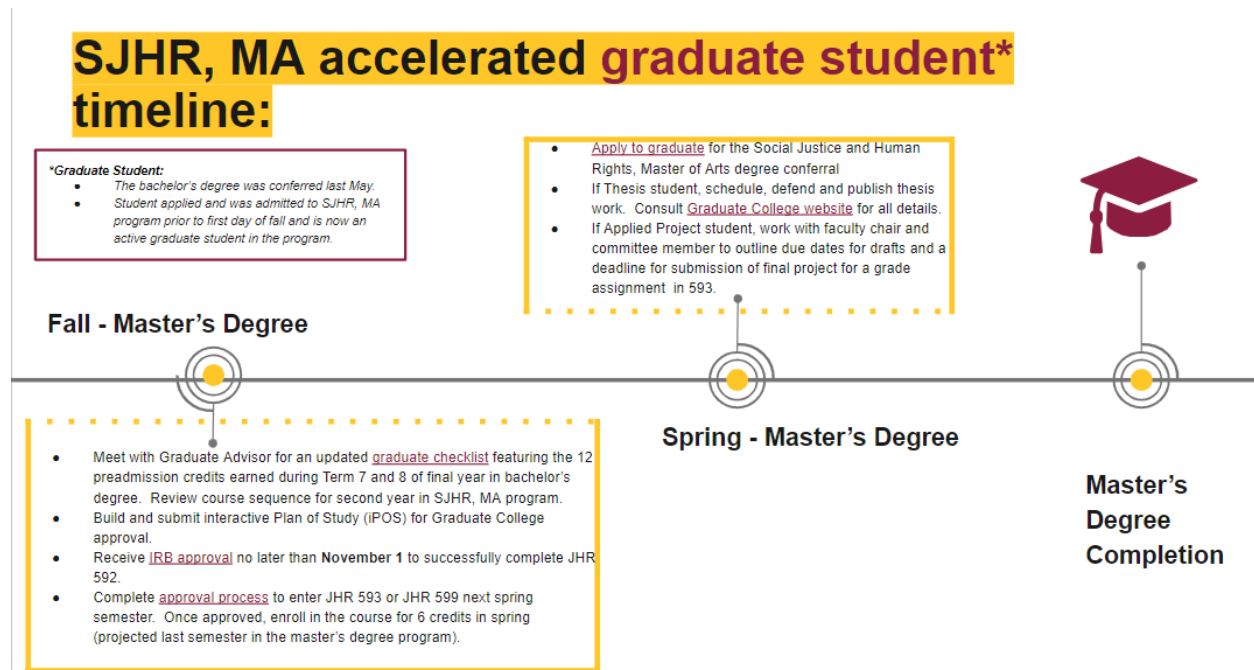 SJHR, MA accelerated graduate student*
timeline:
*Graduate Student:
● The bachelor's degree was conferred last May.
● Student applied and was admitted to SJHR, MA
program prior to first day of fall and is now an
active graduate student in the program.
● Apply to graduate for the Social Justice and Human
Rights, Master of Arts degree conferral
● If Thesis student, schedule, defend and publish thesis
work.  Consult Graduate College website for all details.
● If Applied Project student, work with faculty chair and
committee member to outline due dates for drafts and a
deadline for submission of final project for a grade
assignment  in 593.
Fall - Master's Degree
● Meet with Graduate Advisor for an updated graduate checklist featuring the 12
preadmission credits earned during Term 7 and 8 of final year in bachelor's
degree.  Review course sequence for second year in SJHR, MA program.
● Build and submit interactive Plan of Study (iPOS) for Graduate College
approval.
● Receive IRB approval no later than November 1 to successfully complete JHR
592.
● Complete approval process to enter JHR 593 or JHR 599 next spring
semester.  Once approved, enroll in the course for 6 credits in spring
(projected last semester in the master's degree program).
Spring - Master's Degree
Master's
Degree
Completion